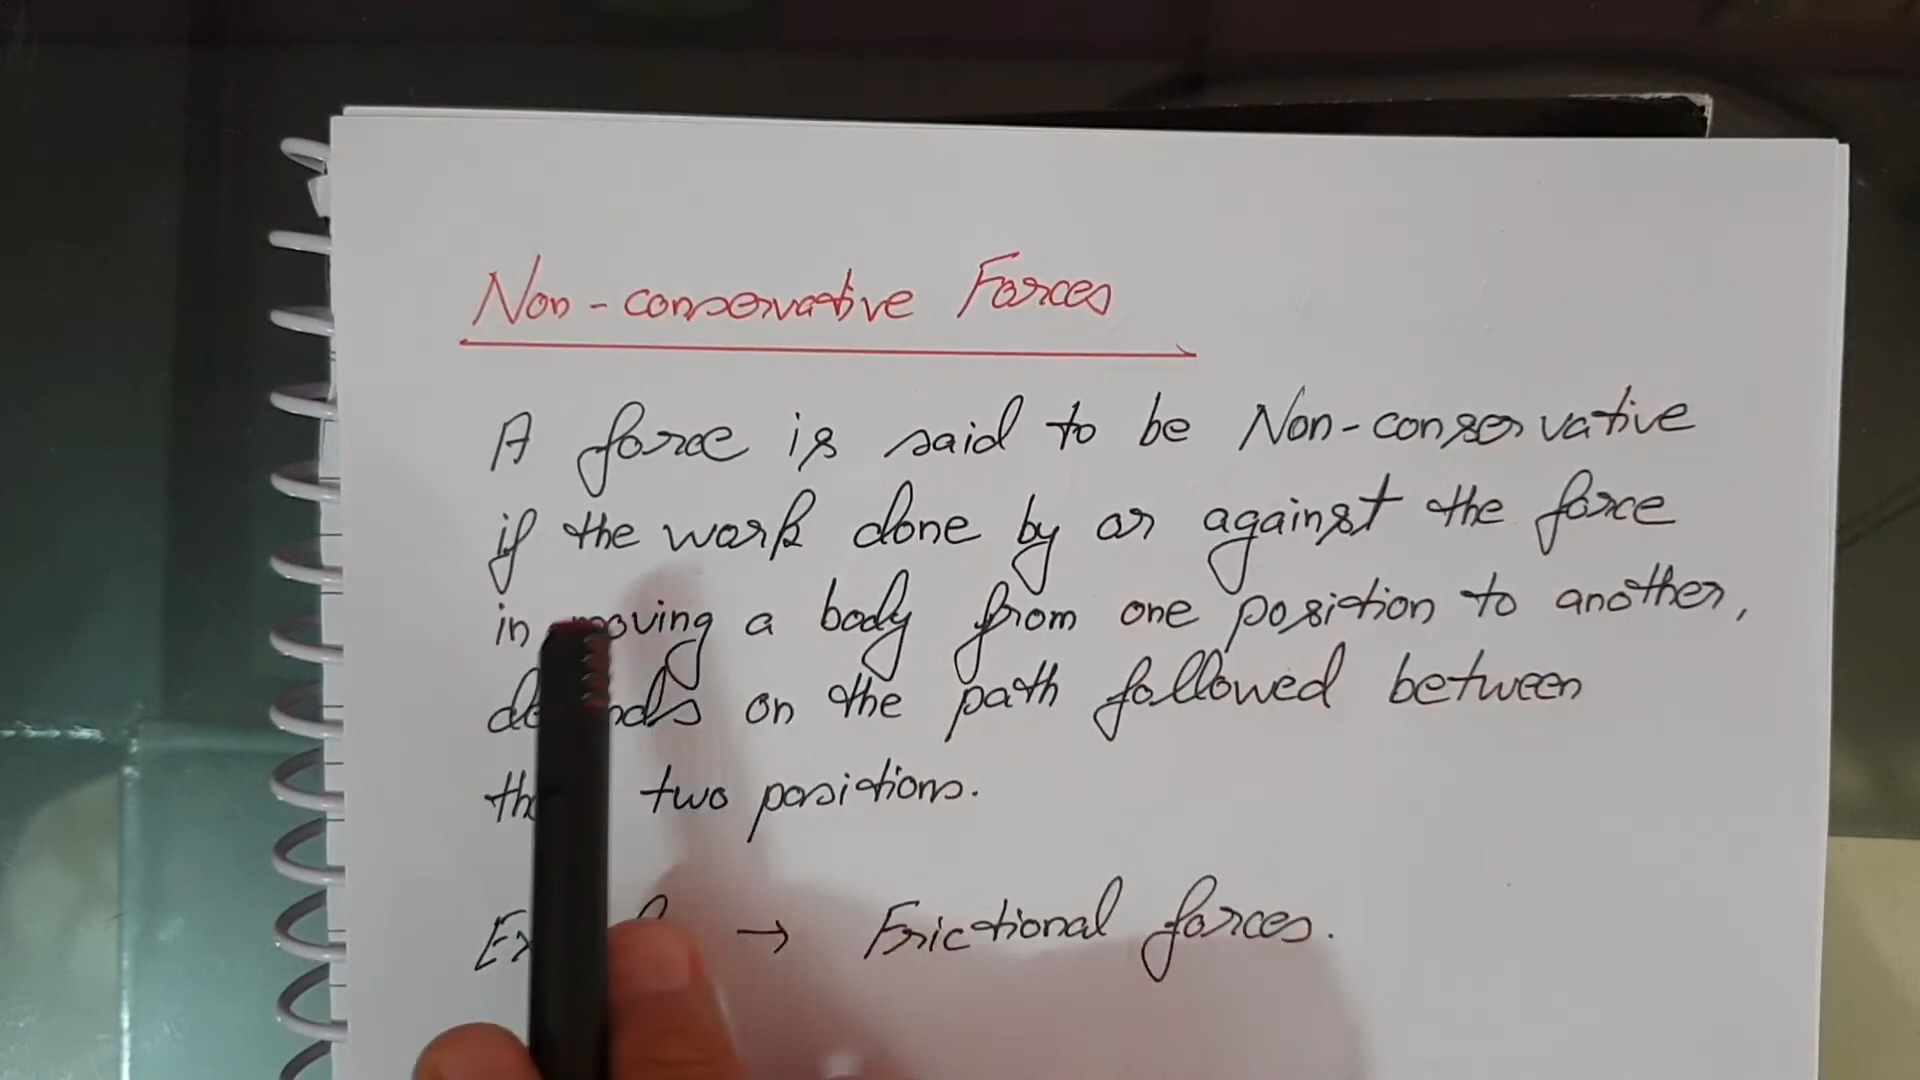 Non-conservative Forces
A force is said to be Non-conservative
if the work done by or against the force
in moving a body from one position to another,
on the path followed between
two positions.
→ Frictional forces.